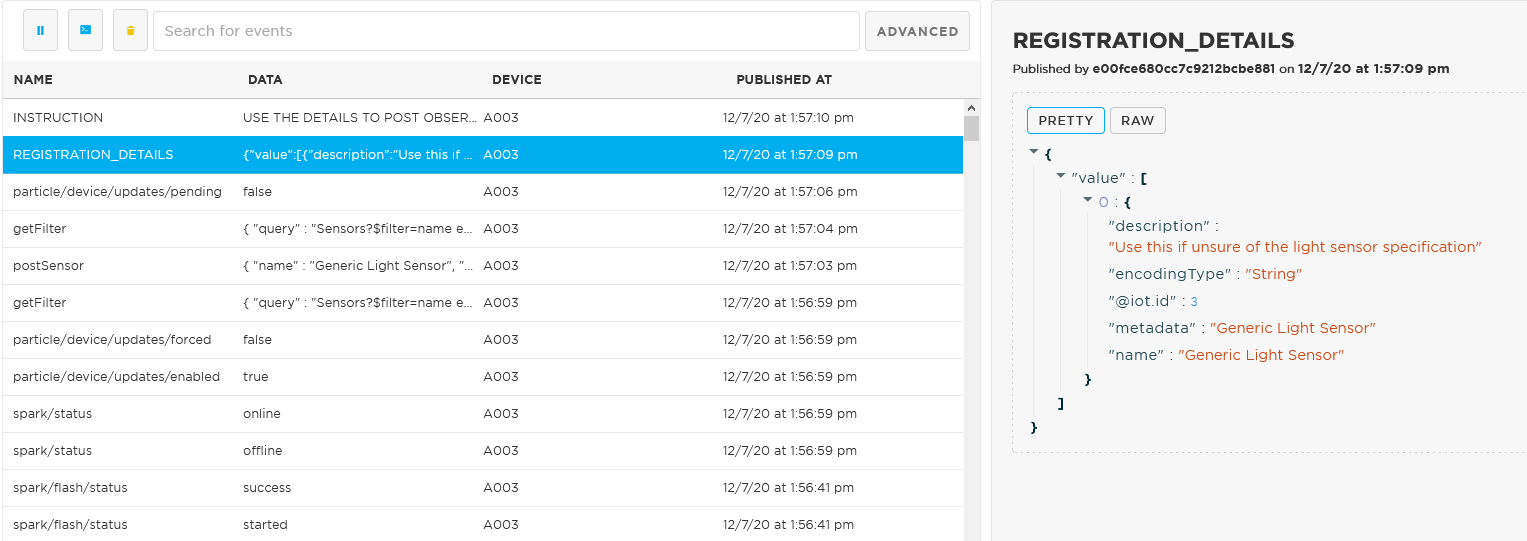 Search for events
ADVANCED
NAME DATA DEVICE PUBLISHED AT
INSTRUCTION USE THE DETAILS TO POST OBSER... A003 12/7/20 at 1:57:10 pm
REGISTRATION_DETAILS {"value":[{"description":"Use this if ... A003 12/7/20 at 1:57:09 pm
particle/device/updates/pending false A003 12/7/20 at 1:57:06 pm
getFilter { "query" : "Sensors?$filter=name e... A003 12/7/20 at 1:57:04 pm
postSensor { "name" : "Generic Light Sensor", "... A003 12/7/20 at 1:57:03 pm
getFilter { "query" : "Sensors?$filter=name e... A003 12/7/20 at 1:56:59 pm
particle/device/updates/forced false A003 12/7/20 at 1:56:59 pm
particle/device/updates/enabled true A003 12/7/20 at 1:56:59 pm
spark/status online A003 12/7/20 at 1:56:59 pm
spark/status offline A003 12/7/20 at 1:56:59 pm
spark/flash/status success A003 12/7/20 at 1:56:41 pm
spark/flash/status started A003 12/7/20 at 1:56:41 pm
REGISTRATION_DETAILS
Published by e00fce680cc7c9212bcbe881 on 12/7/20 at 1:57:09 pm
PRETTY RAW
{
"value" : [
0 : {
"description" :
"Use this if unsure of the light sensor specification"
"encodingType" : "String"
"@iot.id" : 3
"metadata" : "Generic Light Sensor"
"name" : "Generic Light Sensor"
}
]
}